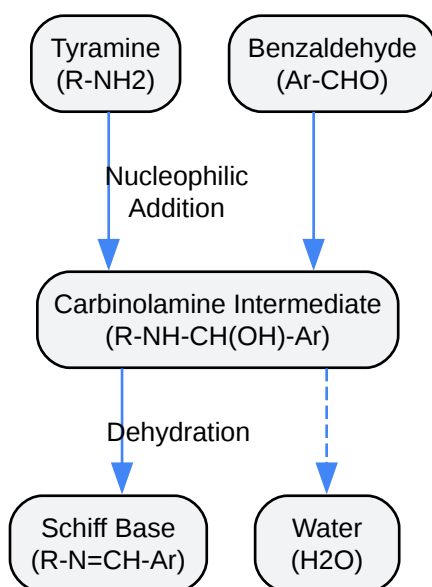 Tyramine
(R-NH2)
Benzaldehyde
(Ar-CHO)
Nucleophilic
Addition
Carbinolamine Intermediate
(R-NH-CH(OH)-Ar)
Dehydration
Schiff Base
(R-N=CH-Ar)
Water
(H2O)